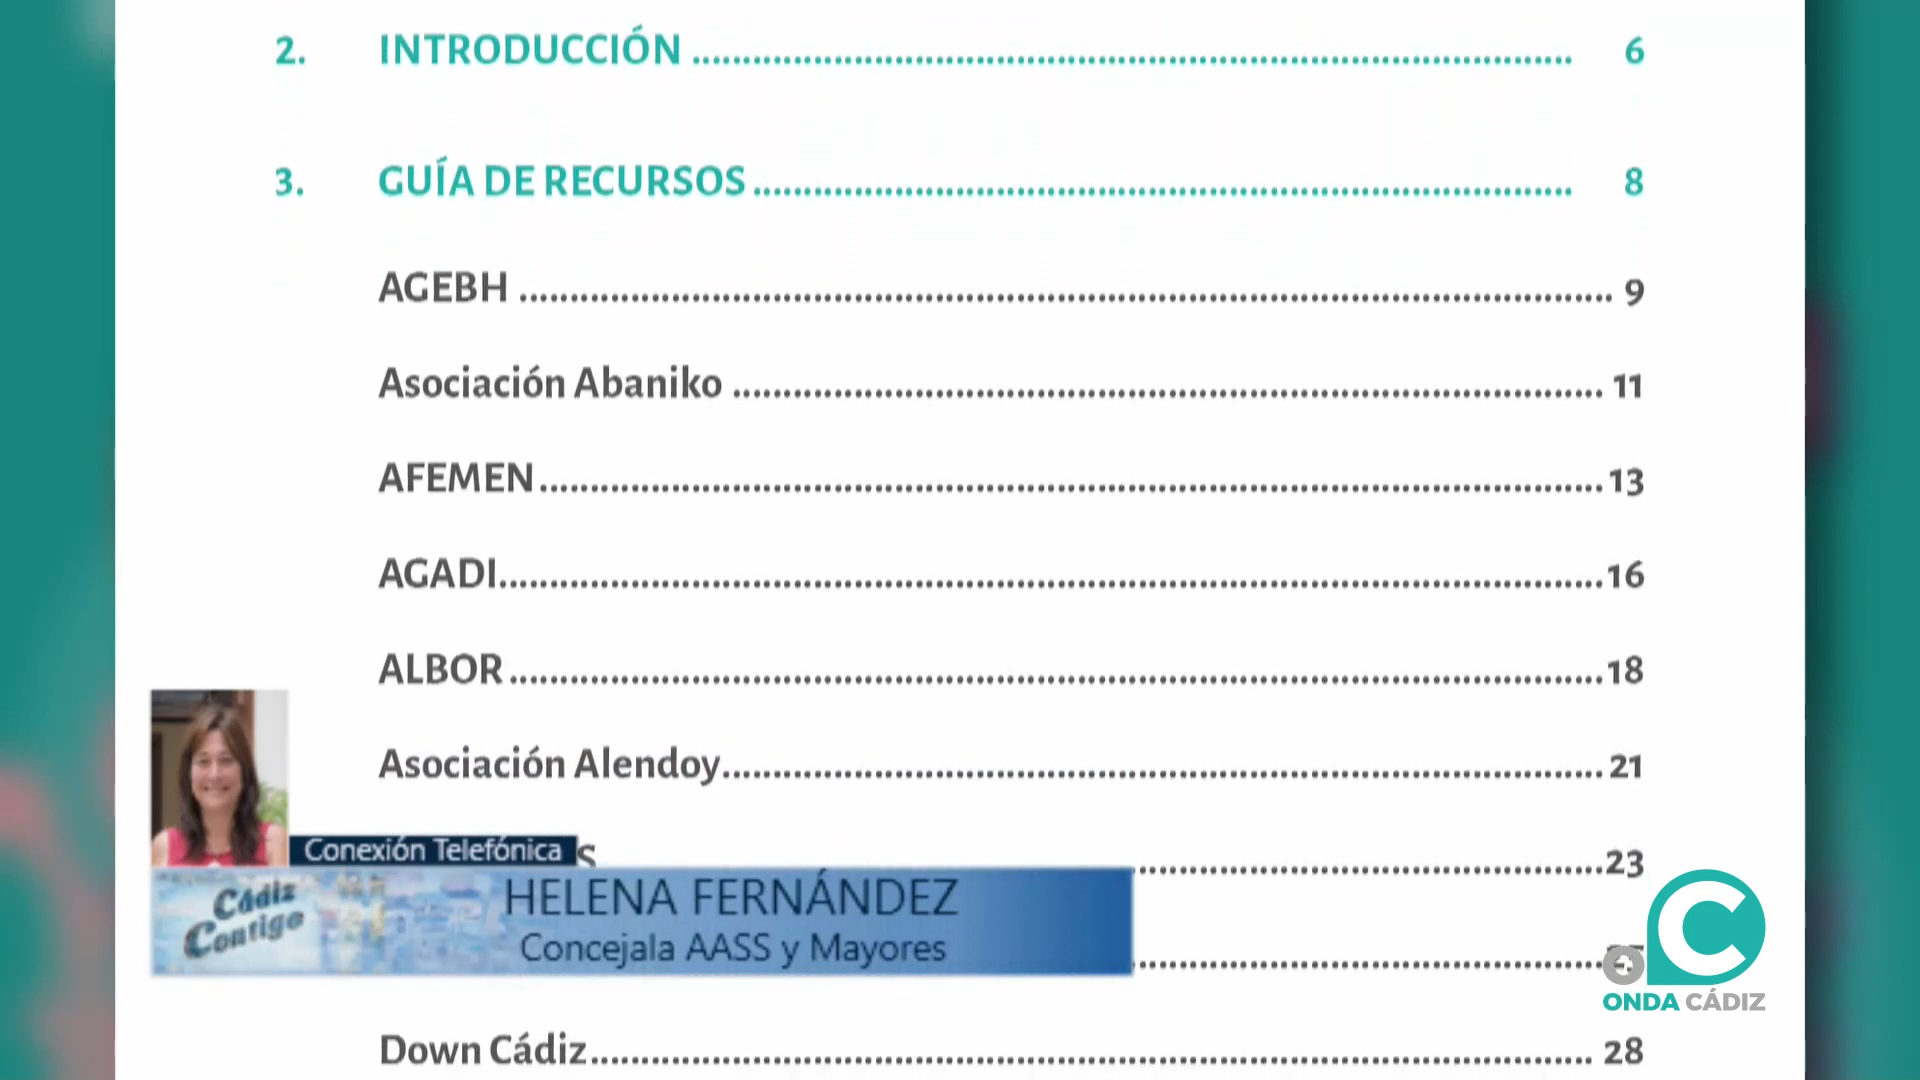 2. INTRODUCCIÓN 6
3. GUÍA DE RECURSOS 8
AGEBH 9
Asociación Abaniko 11
AFEMEN 13
AGADI 16
ALBOR 18
Asociación Alendoy 21
Conexión Telefónica
23
Cádiz
Contigo
HELENA FERNÁNDEZ
Concejala AASS y Mayores
C
ONDA CÁDIZ
Down Cádiz 28